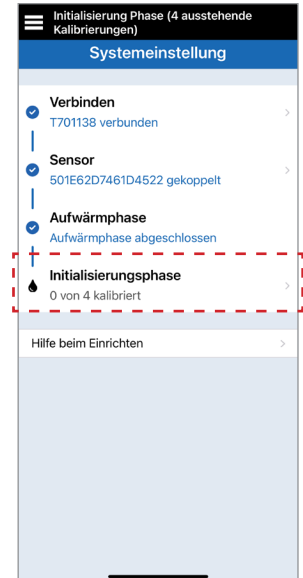 Initialisierung Phase (4 ausstehende
Kalibrierungen)
Systemeinstellung
Verbinden
T701138 verbunden
Sensor
501E62D7461D4522 gekoppelt
Aufwärmphase
Aufwärmphase abgeschlossen
Initialisierungsphase
0 von 4 kalibriert
Hilfe beim Einrichten